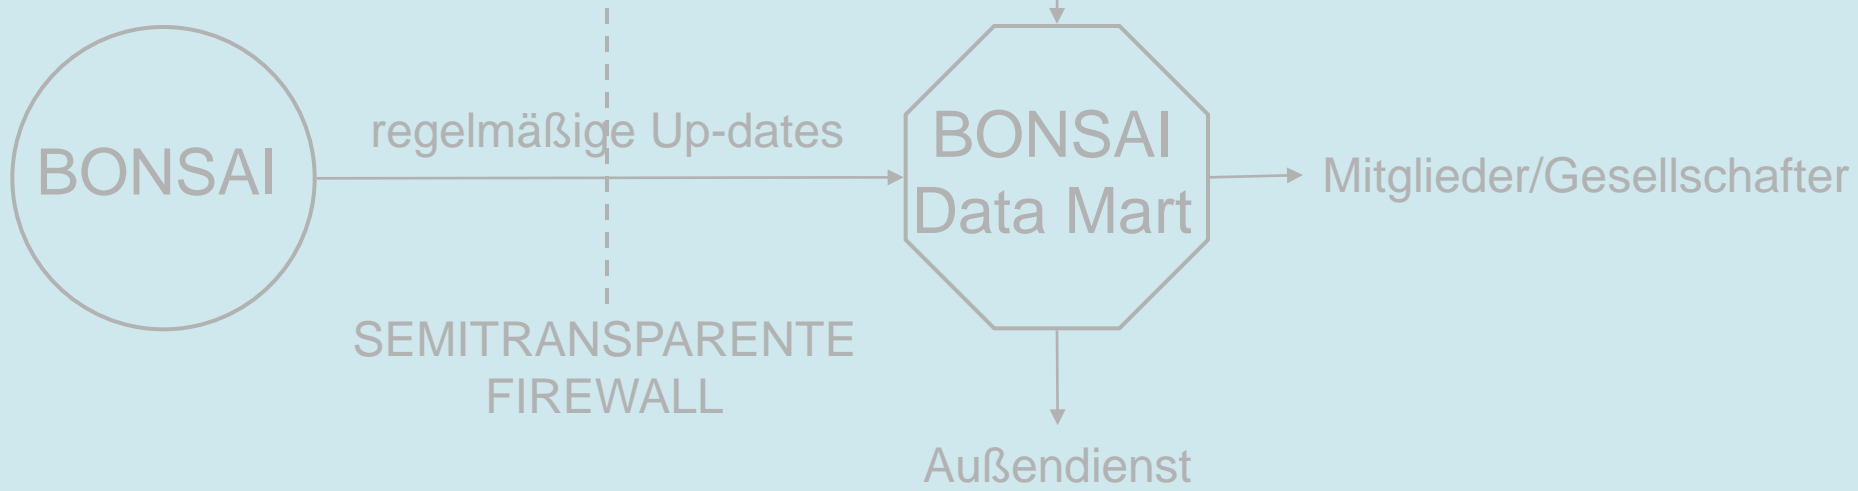 BONSAI
regelmäßige Up-dates
SEMITRANSPARENTE
FIREWALL
BONSAI
Data Mart
Mitglieder/Gesellschafter
Außendienst